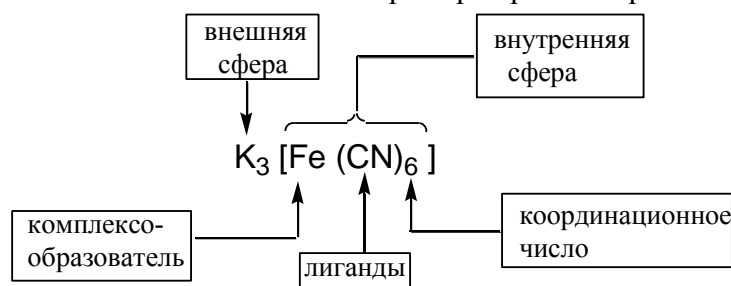 внешняя
сфера
внутренняя
сфера
K3 [Fe (CN)6 ]
комплексо-
образователь
лиганды
координационное
число